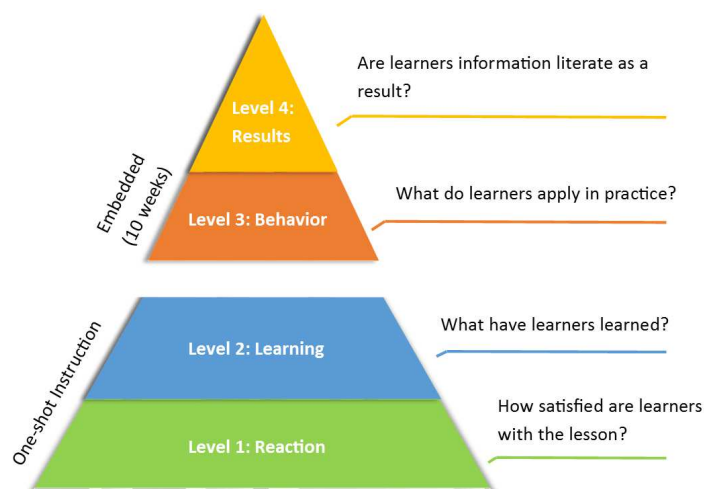 Are learners information literate as a
result?
Level 4:
Results
Embedded
(10 weeks)
What do learners apply in practice?
Level 3: Behavior
What have learners learned?
Level 2: Learning
One-shot Instruction
How satisfied are learners
with the lesson?
Level 1: Reaction